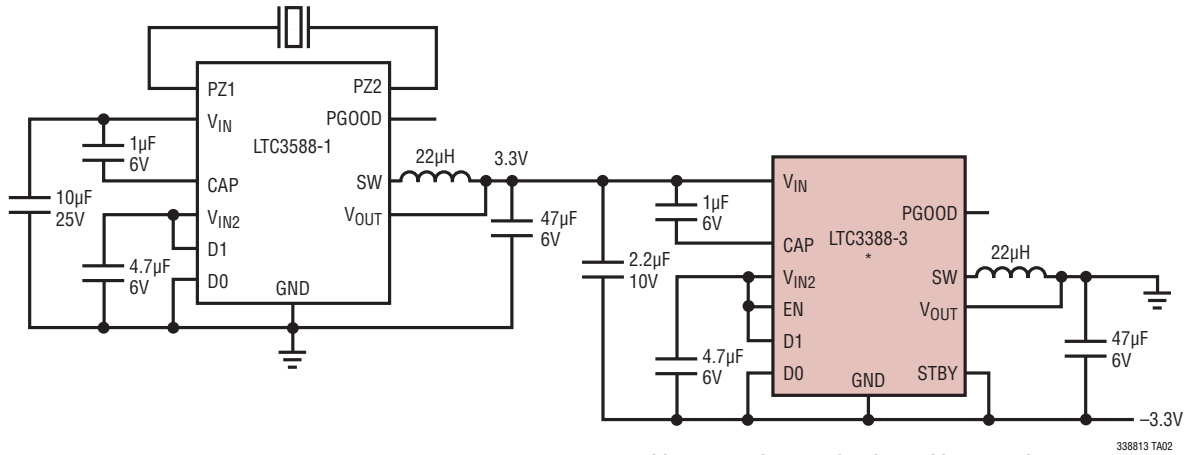 PZ1
PZ2
VIN
PGOOD
LTC3588-1
1µF
6V
CAP
SW
22µH
3.3V
10µF
25V
VIN2
VOUT
D1
47µF
6V
4.7µF
6V
D0
GND
VIN
1µF
6V
PGOOD
LTC3388-3
*
CAP
22µH
2.2µF
10V
VIN2
SW
EN
VOUT
D1
47µF
6V
4.7µF
6V
D0
GND
STBY
–3.3V
338813 TA02